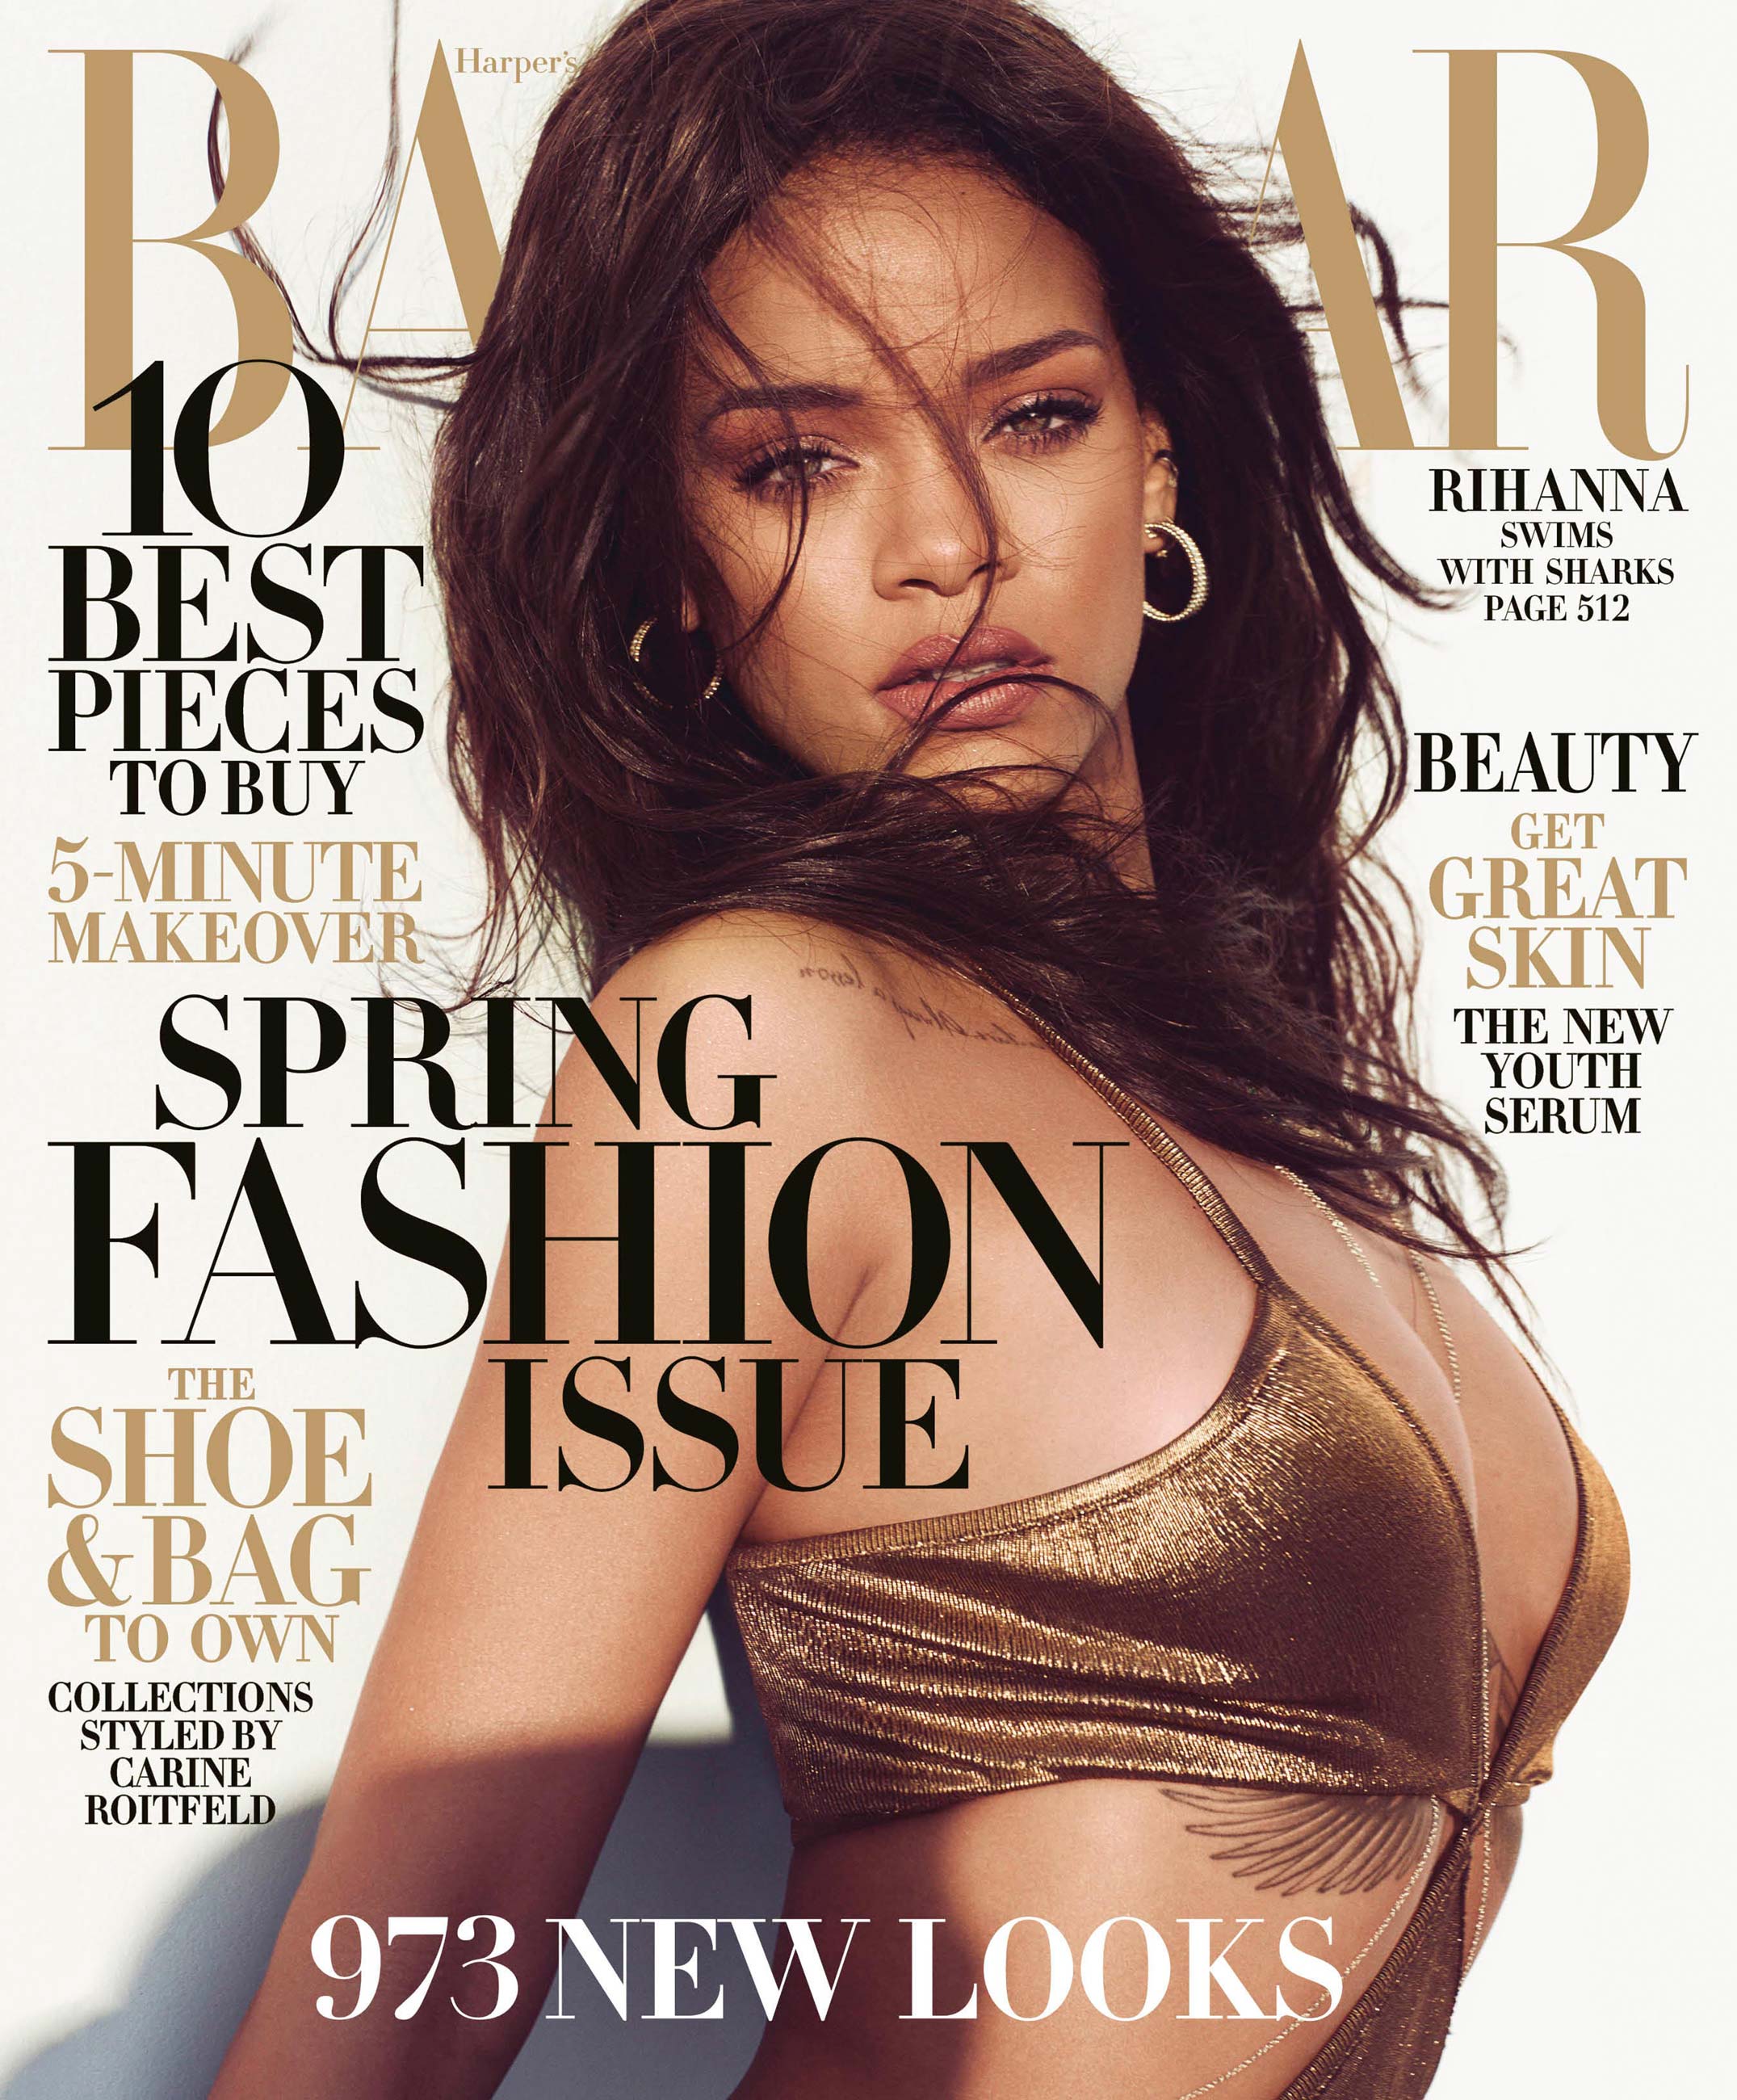 Harper's
BAZAAR
10
BEST
PIECES
TO BUY
5-MINUTE
MAKEOVER
SPRING
FASHION
ISSUE
THE
SHOE
& BAG
TO OWN
COLLECTIONS
STYLED BY
CARINE
ROITFELD
RIHANNA
SWIMS
WITH SHARKS
PAGE 512
BEAUTY
GET
GREAT
SKIN
THE NEW
YOUTH
SERUM
973 NEW LOOKS